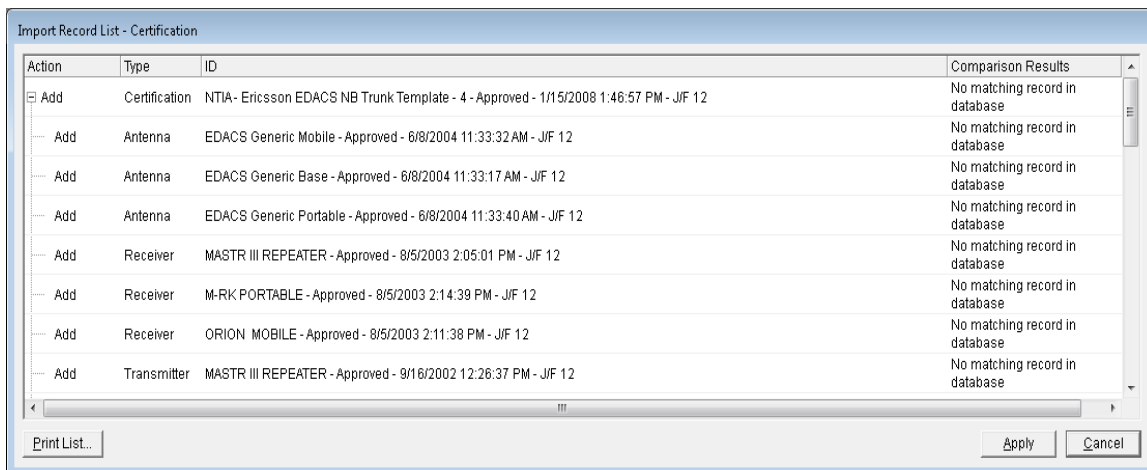 Import Record List - Certification
Action Type ID Comparison Results
Add Certification NTIA- Ericsson EDACS NB Trunk Template - 4 - Approved - 1/15/2008 1:46:57 PM - J/F 12 No matching record in
database
Add Antenna EDACS Generic Mobile - Approved - 6/8/2004 11:33:32 AM - J/F 12 No matching record in
database
Add Antenna EDACS Generic Base - Approved - 6/8/2004 11:33:17 AM - J/F 12 No matching record in
database
Add Antenna EDACS Generic Portable - Approved - 6/8/2004 11:33:40 AM - J/F 12 No matching record in
database
Add Receiver MASTR III REPEATER - Approved - 8/5/2003 2:05:01 PM - J/F 12 No matching record in
database
Add Receiver M-RK PORTABLE - Approved - 8/5/2003 2:14:39 PM - J/F 12 No matching record in
database
Add Receiver ORION MOBILE - Approved - 8/5/2003 2:11:38 PM - J/F 12 No matching record in
database
Add Transmitter MASTR III REPEATER - Approved - 9/16/2002 12:26:37 PM - J/F 12 No matching record in
database
Print List... Apply Cancel